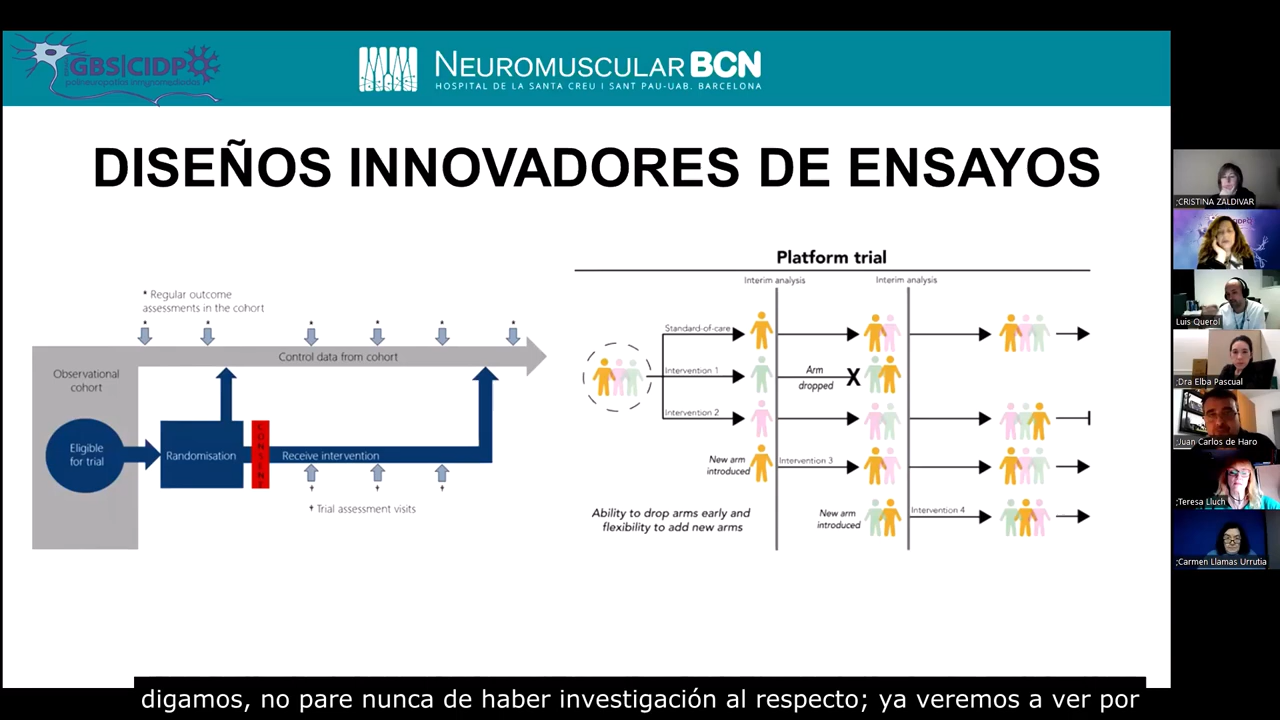 GBS|CIDP
polineuropatías inmunomediadas
NEUROMUSCULAR BCN
HOSPITAL DE LA SANTA CREU I SANT PAU-UAB. BARCELONA
DISEÑOS INNOVADORES DE ENSAYOS
* Regular outcome
assessments in the cohort
* * * * * *
Control data from cohort
Observational
cohort
Eligible
for trial
Randomisation
CONSENT
Receive intervention
† † †
† Trial assessment visits
Platform trial
Interim analysis
Interim analysis
Standard-of-care
Intervention 1
Arm
dropped
X
Intervention 2
New arm
introduced
Intervention 3
Ability to drop arms early and
flexibility to add new arms
New arm
introduced
Intervention 4
;CRISTINA ZALDIVAR
Luis Querol
;Dra Elba Pascual
;Juan Carlos de Haro
;Teresa Lluch
;Carmen Llamas Urrutia
digamos, no pare nunca de haber investigación al respecto; ya veremos a ver por